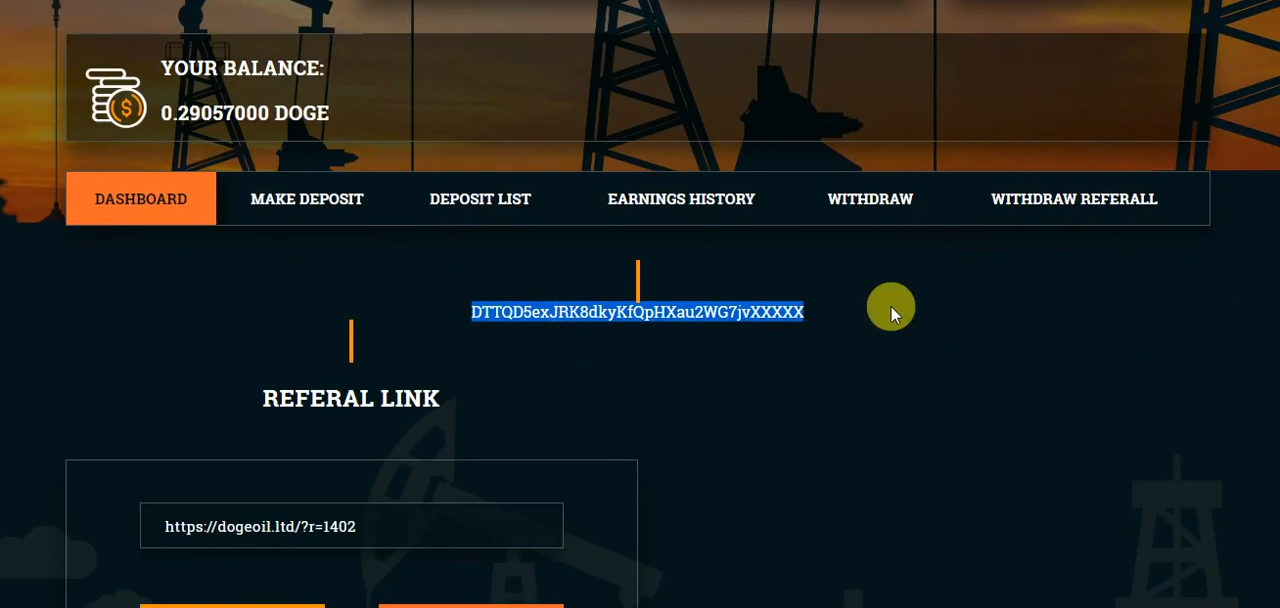 YOUR BALANCE:
0.29057000 DOGE
DASHBOARD MAKE DEPOSIT DEPOSIT LIST EARNINGS HISTORY WITHDRAW WITHDRAW REFERALL
DTTQD5exJRK8dkyKfQpHXau2WG7jvXXXXX
REFERAL LINK
https://dogeoil.ltd/?r=1402